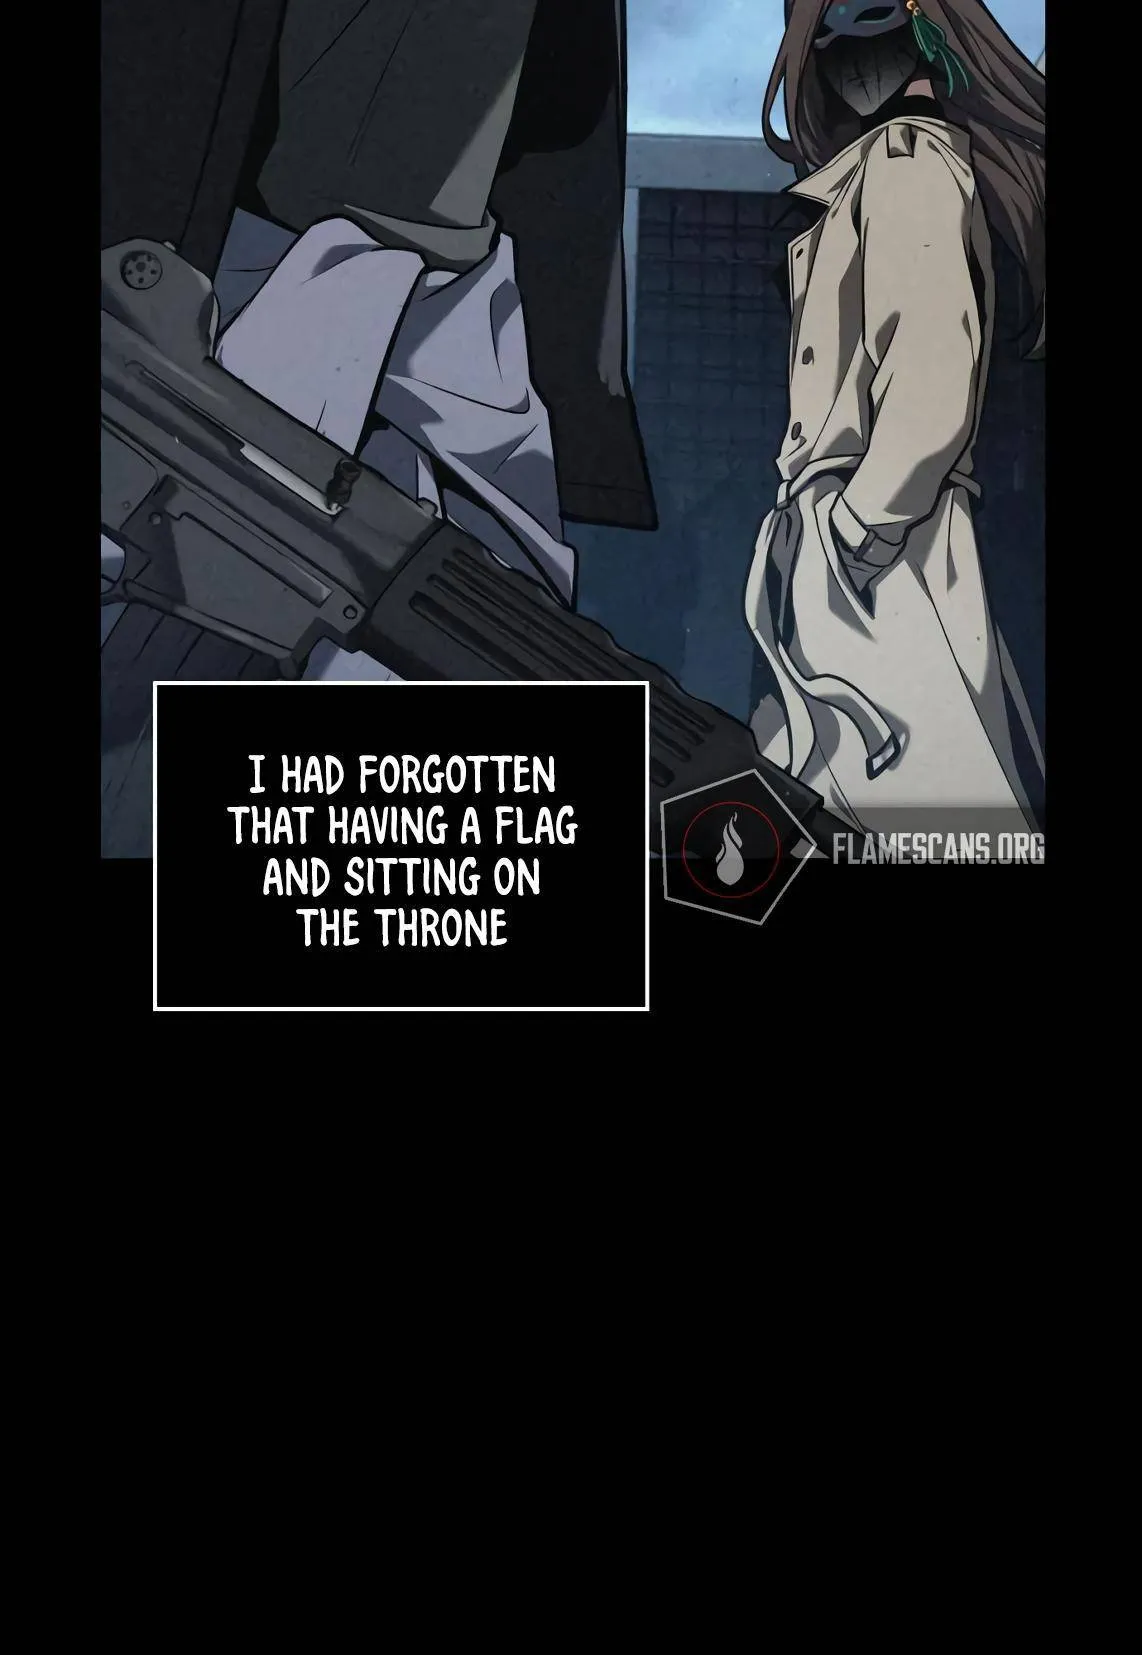 I HAD FORGOTTEN
THAT HAVING A FLAG
AND SITTING ON
THE THRONE
FLAMESCANS.ORG